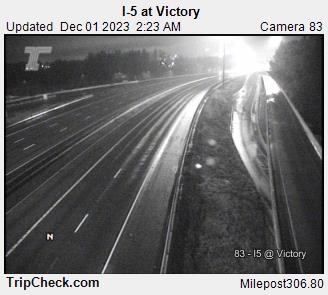 I-5 at Victory
Updated Dec 01 2023 2:23 AM Camera 83
T
N
83 - I5 @ Victory
TripCheck.com Milepost306.80